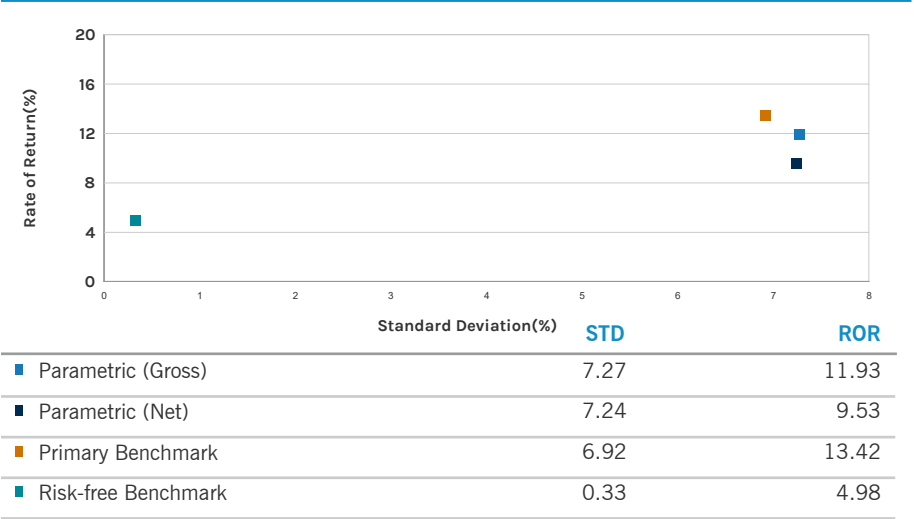 20
16
12
8
4
0
Rate of Return(%)
0 1 2 3 4 5 6 7 8
Standard Deviation(%)
STD ROR
Parametric (Gross) 7.27 11.93
Parametric (Net) 7.24 9.53
Primary Benchmark 6.92 13.42
Risk-free Benchmark 0.33 4.98